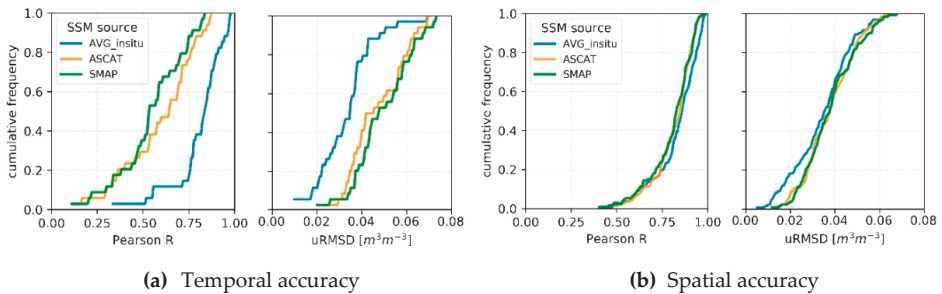 SSM source
AVG_insitu
ASCAT
SMAP
cumulative frequency
1.0
0.8
0.6
0.4
0.2
0.0
0.00 0.25 0.50 0.75 1.00
Pearson R
0.00 0.02 0.04 0.06 0.08
uRMSD [m³m⁻³]
(a) Temporal accuracy
SSM source
AVG_insitu
ASCAT
SMAP
cumulative frequency
1.0
0.8
0.6
0.4
0.2
0.0
0.00 0.25 0.50 0.75 1.00
Pearson R
0.00 0.02 0.04 0.06 0.08
uRMSD [m³m⁻³]
(b) Spatial accuracy